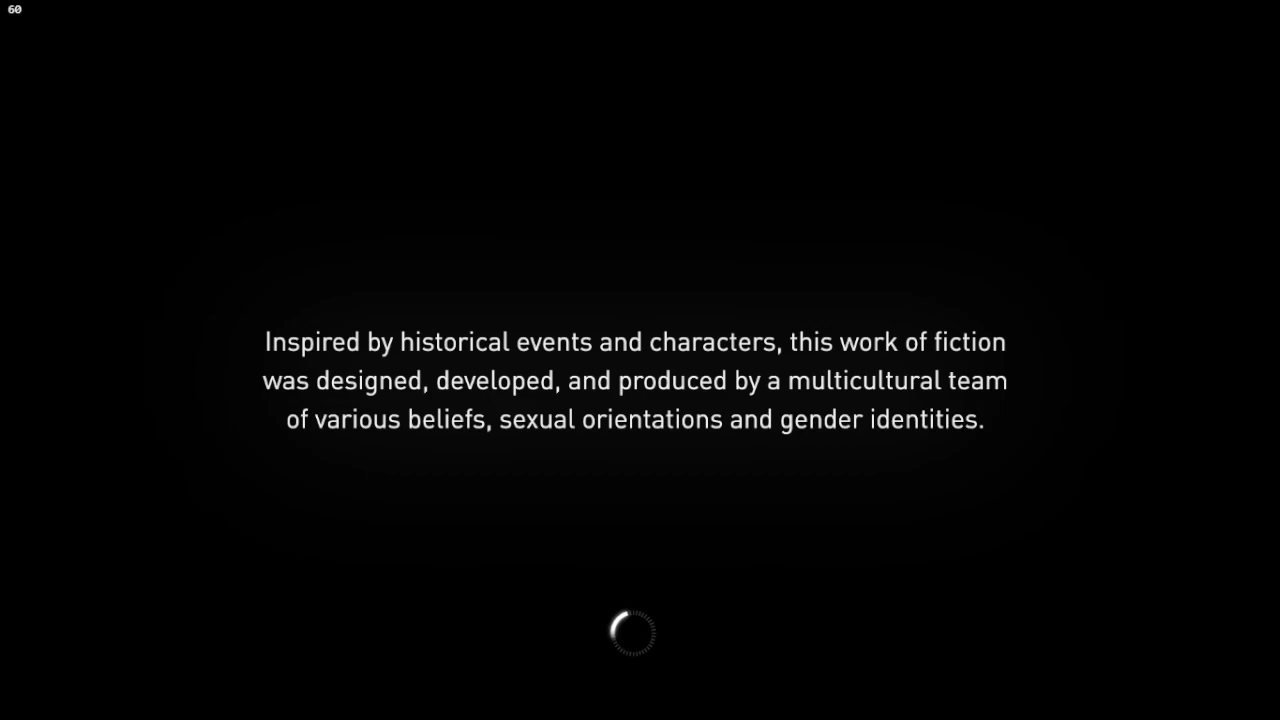 60
Inspired by historical events and characters, this work of fiction
was designed, developed, and produced by a multicultural team
of various beliefs, sexual orientations and gender identities.